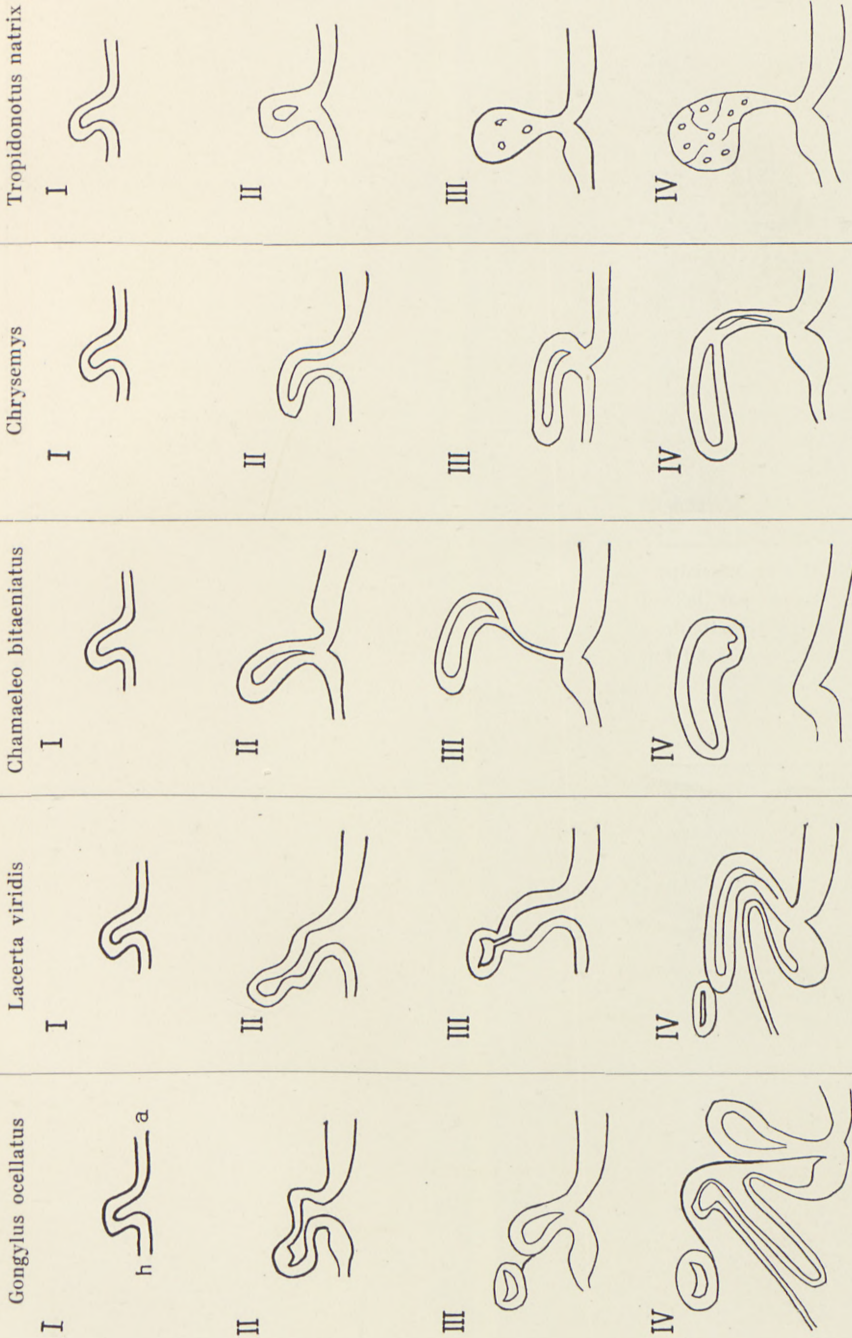 Gongylus ocellatus
Lacerta viridis
Chamaeleo bitaeniatus
Chrysemys
Tropidonotus natrix
I
I
I
I
I
h
a
II
II
II
II
II
III
III
III
III
III
IV
IV
IV
IV
IV